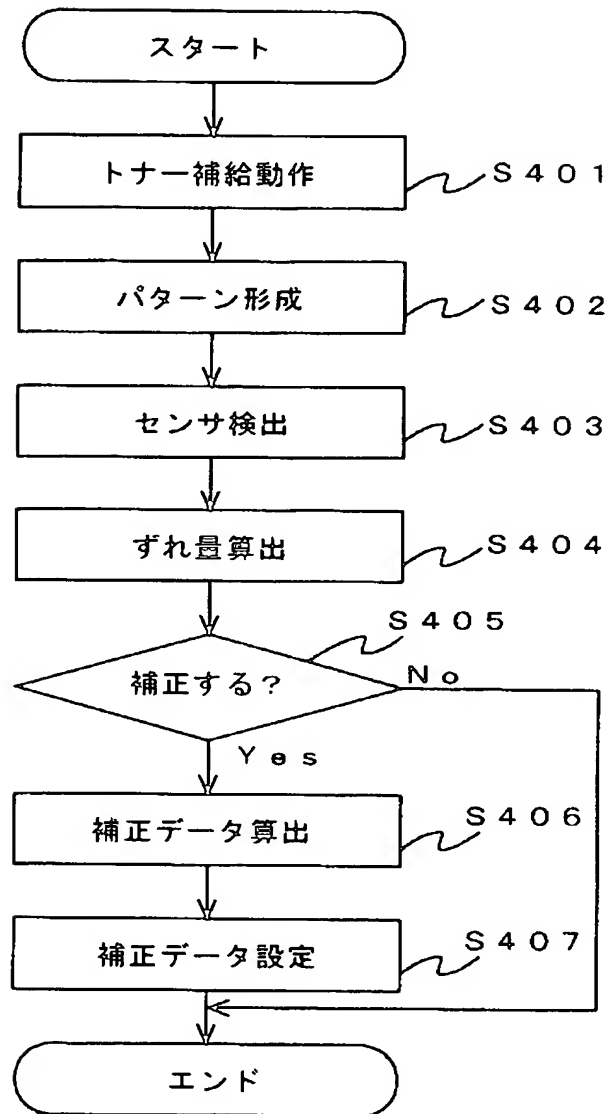 スタート
トナー補給動作
S401
パターン形成
S402
センサ検出
S403
ずれ量算出
S404
S405
補正する?
No
Yes
補正データ算出
S406
補正データ設定
S407
エンド